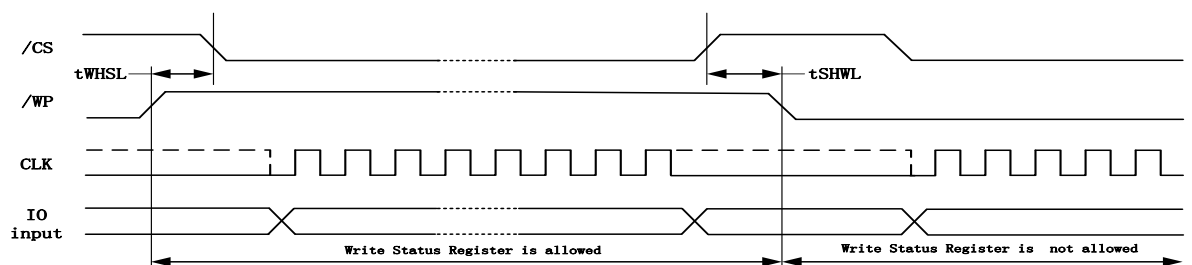 /CS
tWHSL
tSHWL
/WP
CLK
IO
input
Write Status Register is allowed
Write Status Register is not allowed